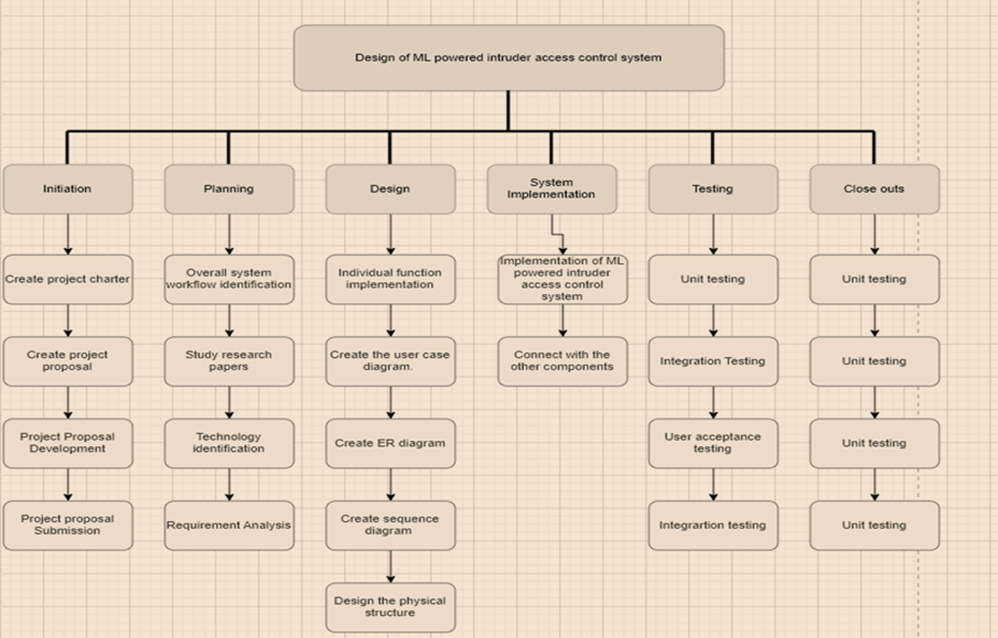 Design of ML powered intruder access control system
Initiation
Planning
Design
System
Implementation
Testing
Close outs
Create project charter
Overall system
workflow identification
Individual function
implementation
Implementation of ML
powered intruder
access control
system
Unit testing
Unit testing
Create project
proposal
Study research
papers
Create the user case
diagram.
Connect with the
other components
Integration Testing
Unit testing
Project Proposal
Development
Technology
identification
Create ER diagram
User acceptance
testing
Unit testing
Project proposal
Submission
Requirement Analysis
Create sequence
diagram
Integrartion testing
Unit testing
Design the physical
structure